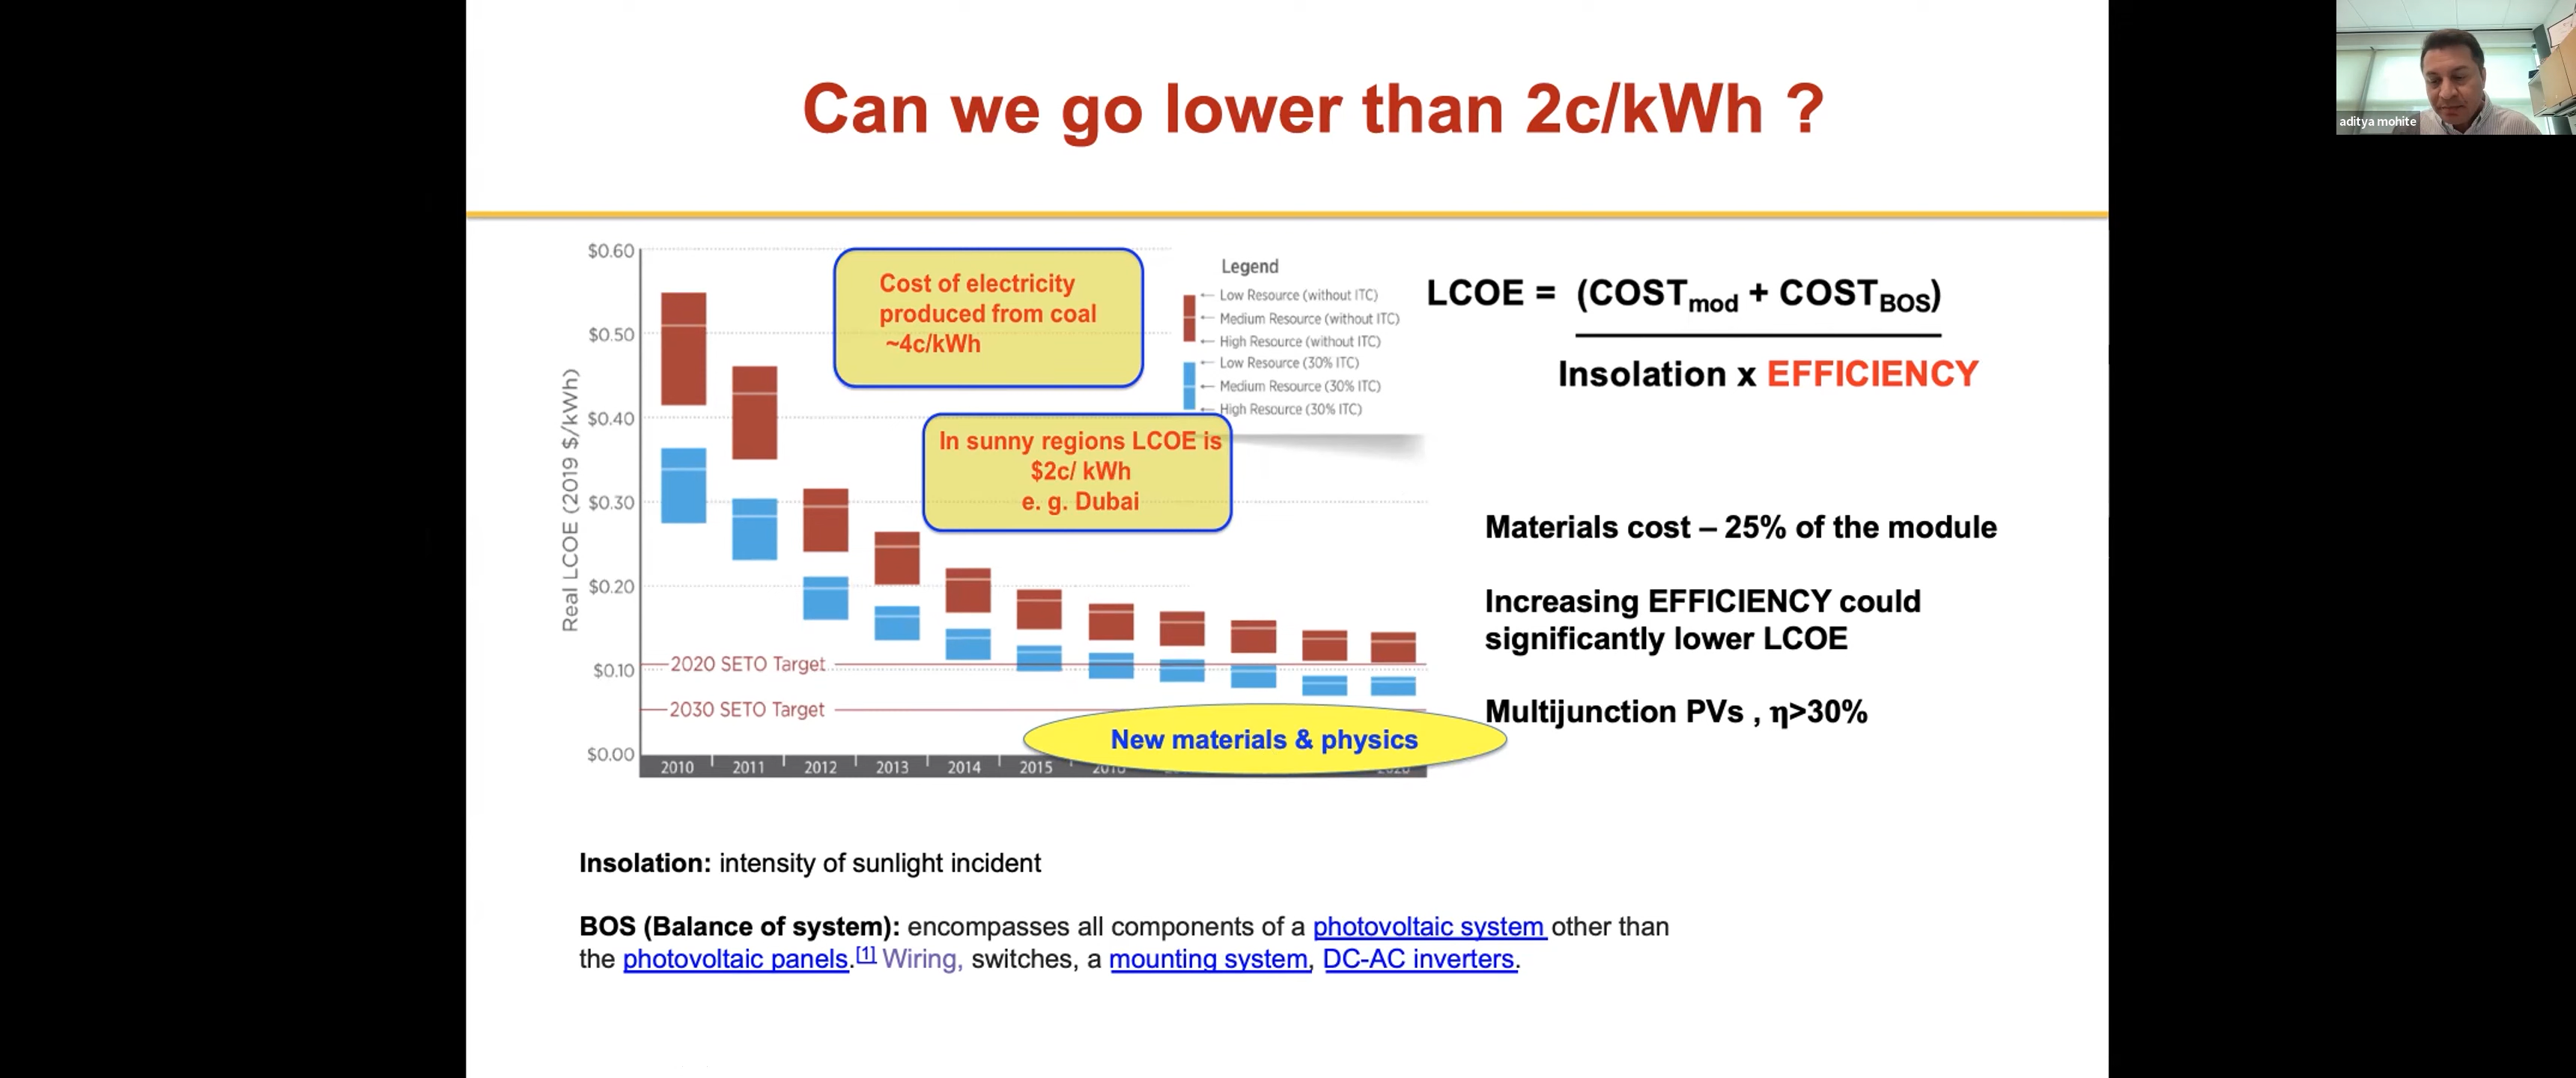 Can we go lower than 2c/kWh ?
aditya mohite
Real LCOE (2019 $/kWh)
$0.60
$0.50
$0.40
$0.30
$0.20
$0.10
$0.00
2020 SETO Target
2030 SETO Target
2010 2011 2012 2013 2014 2015 2016 2020
Cost of electricity
produced from coal
~4c/kWh
In sunny regions LCOE is
$2c/ kWh
e. g. Dubai
Legend
Low Resource (without ITC)
Medium Resource (without ITC)
High Resource (without ITC)
Low Resource (30% ITC)
Medium Resource (30% ITC)
High Resource (30% ITC)
New materials & physics
LCOE = (COSTmod + COSTBOS)
Insolation x EFFICIENCY
Materials cost – 25% of the module
Increasing EFFICIENCY could
significantly lower LCOE
Multijunction PVs , η>30%
Insolation: intensity of sunlight incident
BOS (Balance of system): encompasses all components of a photovoltaic system other than
the photovoltaic panels.[1] Wiring, switches, a mounting system, DC-AC inverters.